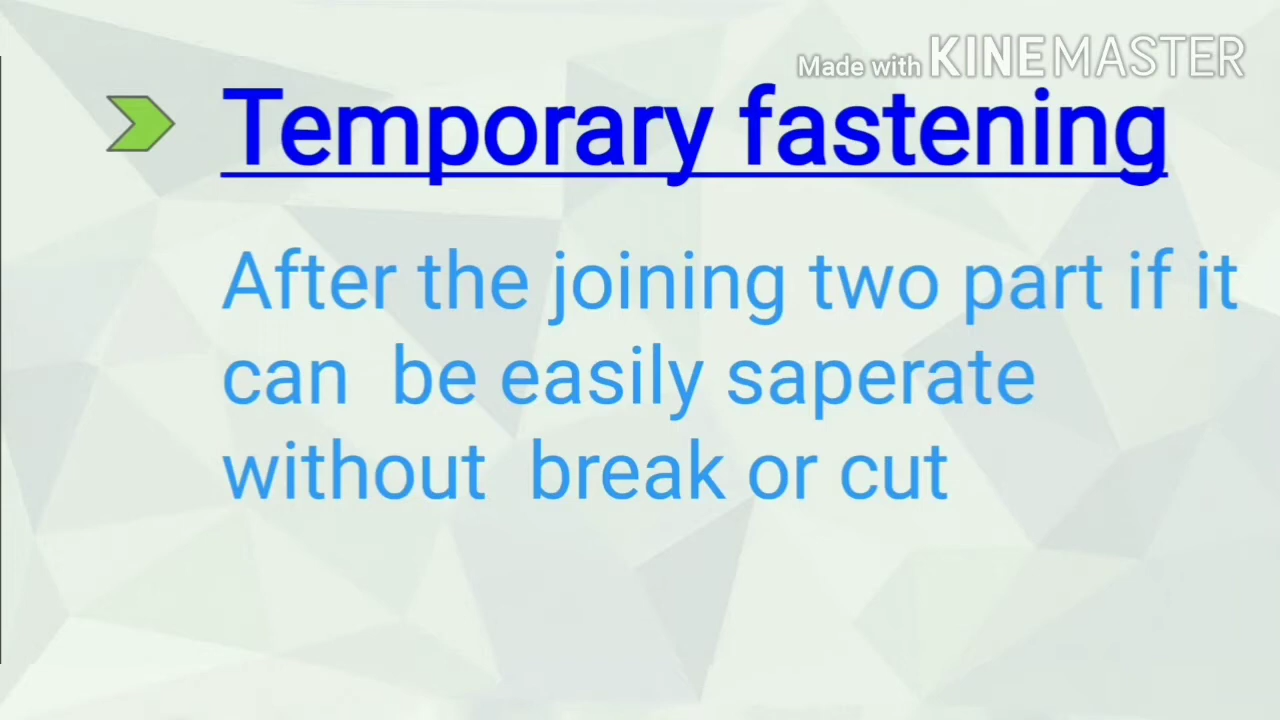 Made with KINEMASTER
Temporary fastening
After the joining two part if it
can be easily saperate
without break or cut